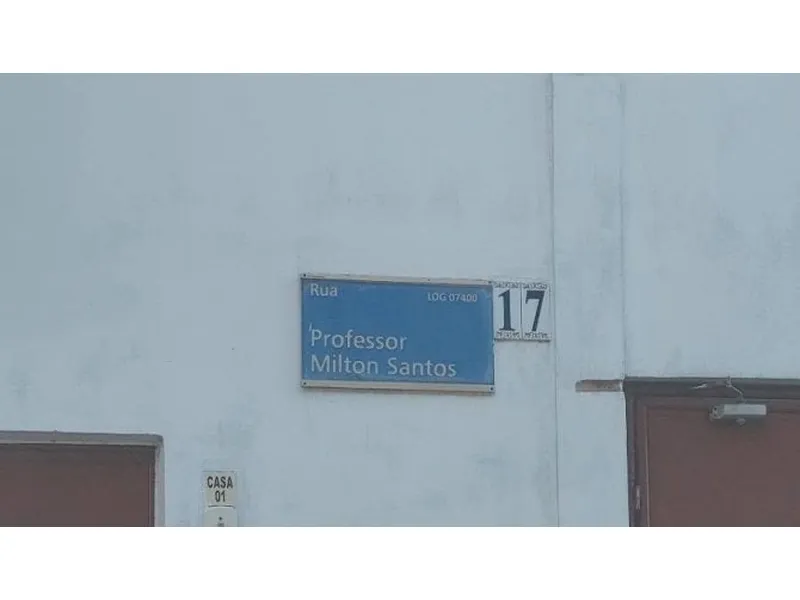 Rua
LOG 07400
Professor
Milton Santos
17
CASA
01